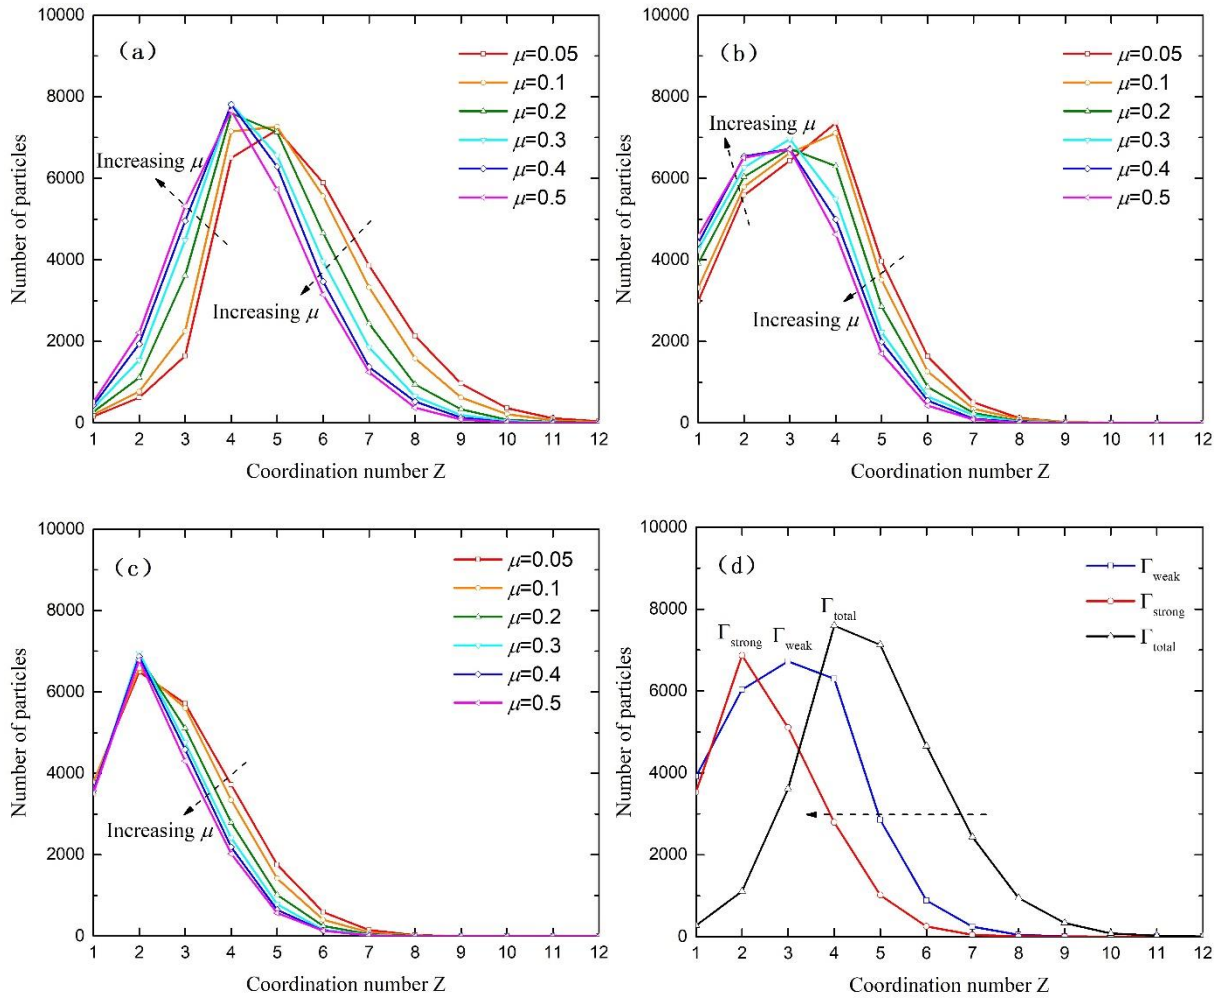 (a)
μ=0.05
μ=0.1
μ=0.2
μ=0.3
μ=0.4
μ=0.5
Increasing μ
Increasing μ
10000
8000
6000
4000
2000
0
Number of particles
1 2 3 4 5 6 7 8 9 10 11 12
Coordination number Z
(b)
μ=0.05
μ=0.1
μ=0.2
μ=0.3
μ=0.4
μ=0.5
Increasing μ
Increasing μ
10000
8000
6000
4000
2000
0
Number of particles
1 2 3 4 5 6 7 8 9 10 11 12
Coordination number Z
(c)
μ=0.05
μ=0.1
μ=0.2
μ=0.3
μ=0.4
μ=0.5
Increasing μ
10000
8000
6000
4000
2000
0
Number of particles
1 2 3 4 5 6 7 8 9 10 11 12
Coordination number Z
(d)
Γweak
Γstrong
Γtotal
Γtotal
Γstrong Γweak
10000
8000
6000
4000
2000
0
Number of particles
1 2 3 4 5 6 7 8 9 10 11 12
Coordination number Z